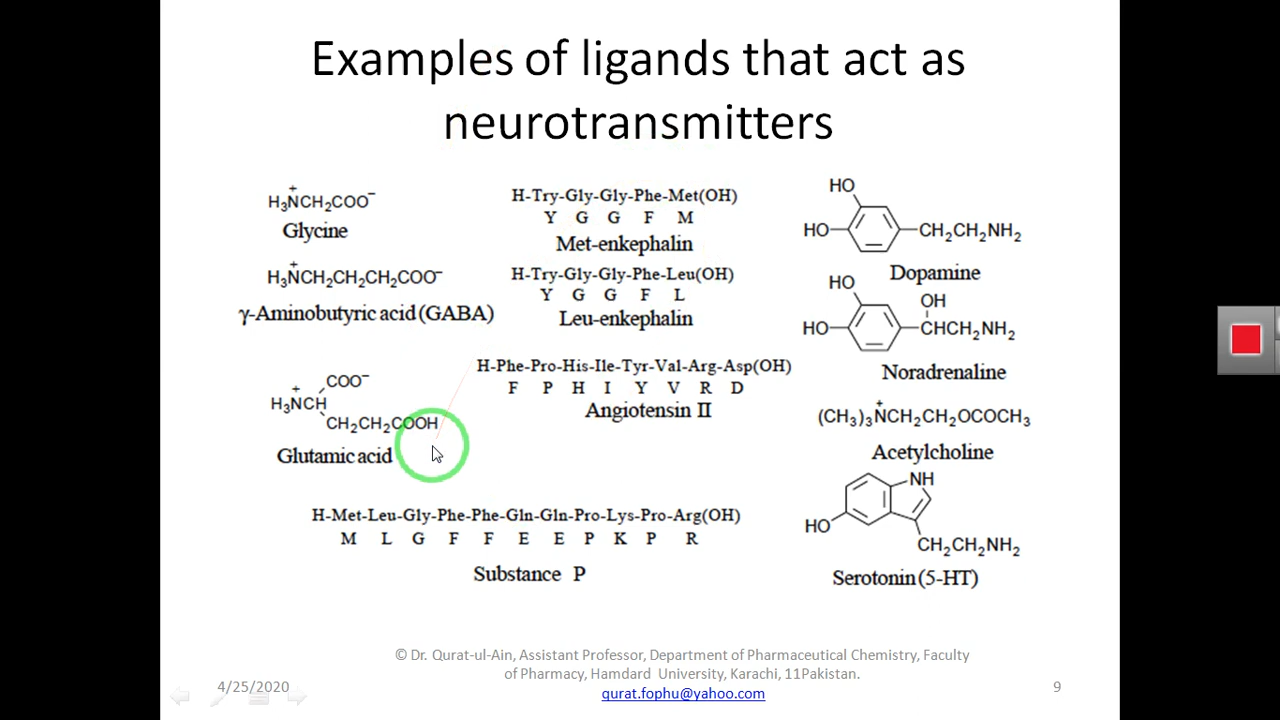 Examples of ligands that act as
neurotransmitters
H₃N⁺CH₂COO⁻
Glycine
H₃N⁺CH₂CH₂CH₂COO⁻
γ-Aminobutyric acid (GABA)
COO⁻
H₃N⁺CH
CH₂CH₂COOH
Glutamic acid
H-Try-Gly-Gly-Phe-Met(OH)
Y G G F M
Met-enkephalin
H-Try-Gly-Gly-Phe-Leu(OH)
Y G G F L
Leu-enkephalin
H-Phe-Pro-His-Ile-Tyr-Val-Arg-Asp(OH)
F P H I Y V R D
Angiotensin II
H-Met-Leu-Gly-Phe-Phe-Gln-Gln-Pro-Lys-Pro-Arg(OH)
M L G F F E E P K P R
Substance P
HO
HO CH₂CH₂NH₂
Dopamine
HO
OH
HO CHCH₂NH₂
Noradrenaline
(CH₃)₃N⁺CH₂CH₂OCOCH₃
Acetylcholine
NH
HO
CH₂CH₂NH₂
Serotonin (5-HT)
© Dr. Qurat-ul-Ain, Assistant Professor, Department of Pharmaceutical Chemistry, Faculty
of Pharmacy, Hamdard University, Karachi, 11Pakistan.
qurat.fophu@yahoo.com
4/25/2020
9